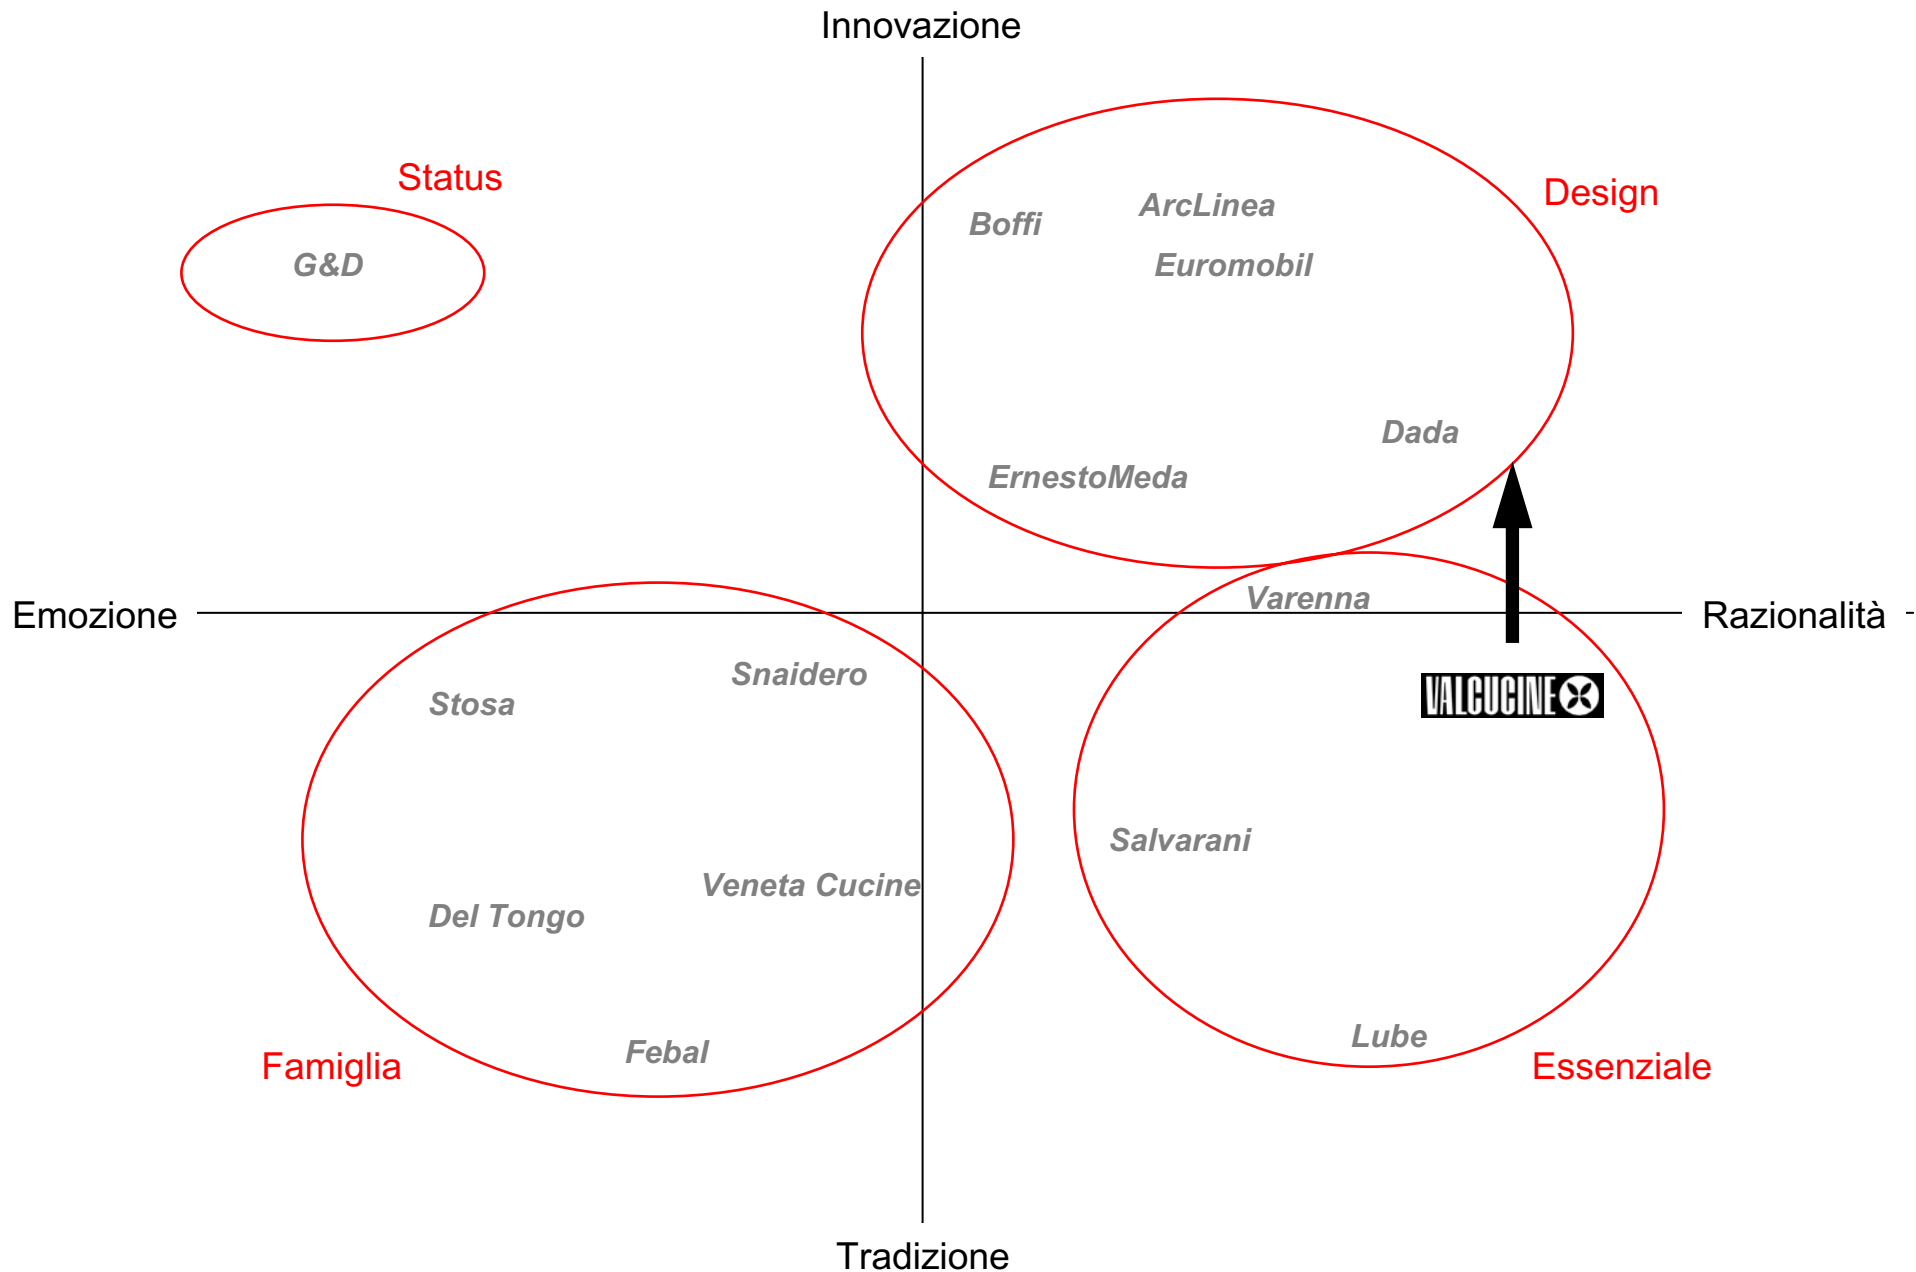 Innovazione
Status
Design
ArcLinea
Boffi
G&D
Euromobil
Dada
ErnestoMeda
Varenna
Emozione
Razionalità
Snaidero
Stosa
VALCUCINE
Salvarani
Veneta Cucine
Del Tongo
Lube
Febal
Famiglia
Essenziale
Tradizione